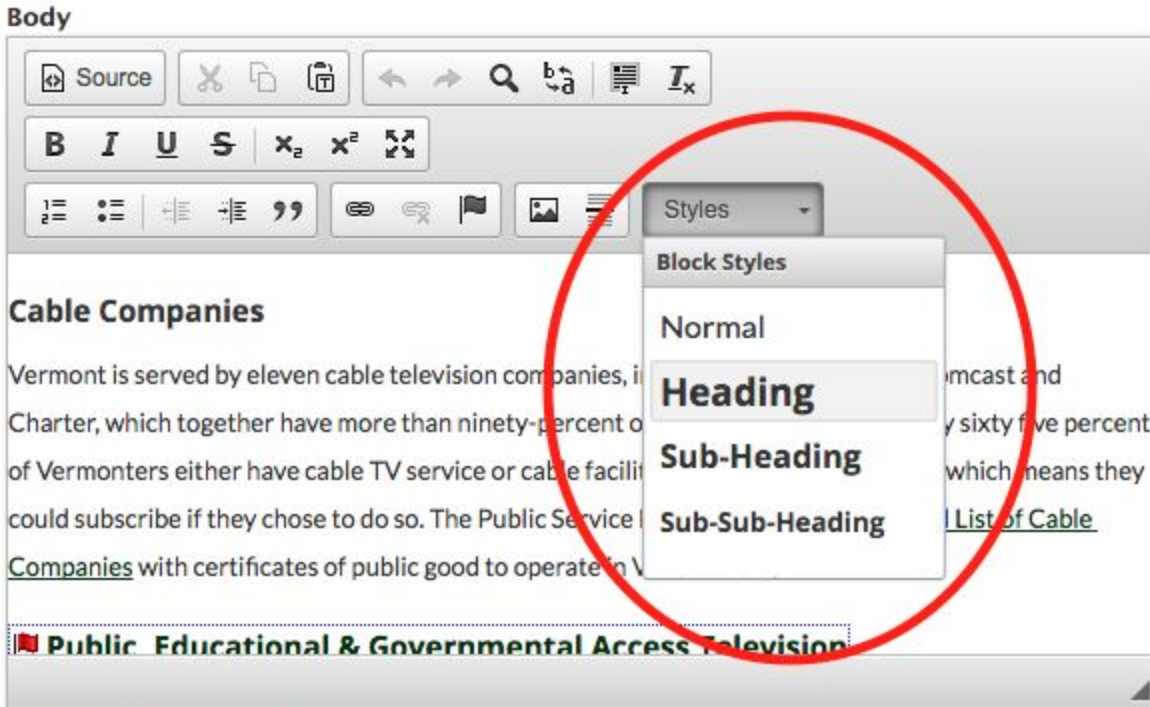 Body
Source
Styles
Block Styles
Normal
Heading
Sub-Heading
Sub-Sub-Heading
Cable Companies
Vermont is served by eleven cable television companies, mcast and
Charter, which together have more than ninety-percent y sixty five percent
of Vermonters either have cable TV service or cable which means they
could subscribe if they chose to do so. The Public Service List of Cable
Companies with certificates of public good to operate in
Public, Educational & Governmental Access Television